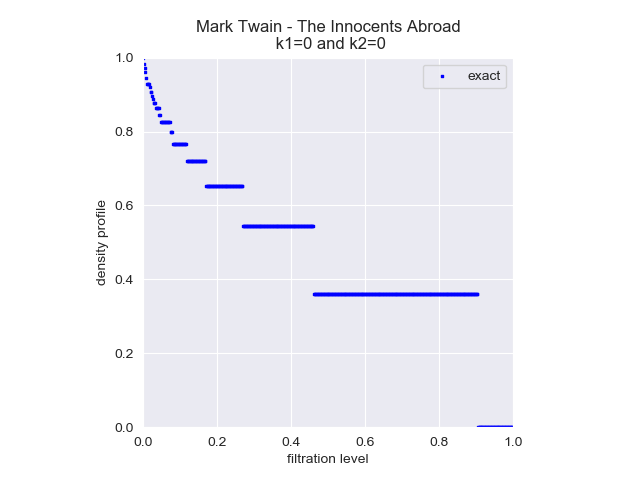 Mark Twain - The Innocents Abroad
k1=0 and k2=0
exact
density profile
1.0
0.8
0.6
0.4
0.2
0.0
0.0 0.2 0.4 0.6 0.8 1.0
filtration level